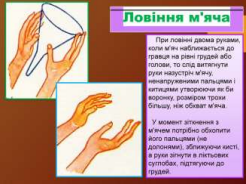 Ловіння м'яча
При ловінні двома руками,
коли м'яч наближається до
гравця на рівні грудей або
голови, то слід витягнути
руки назустріч м'ячу,
ненапруженими пальцями і
китицями утворюючи як би
воронку, розміром трохи
більшу, ніж обхват м'яча.
У момент зіткнення з
м'ячем потрібно обхопити
його пальцями (не
долонями), зближуючи кисті,
а руки зігнути в ліктьових
суглобах, підтягуючи до
грудей.